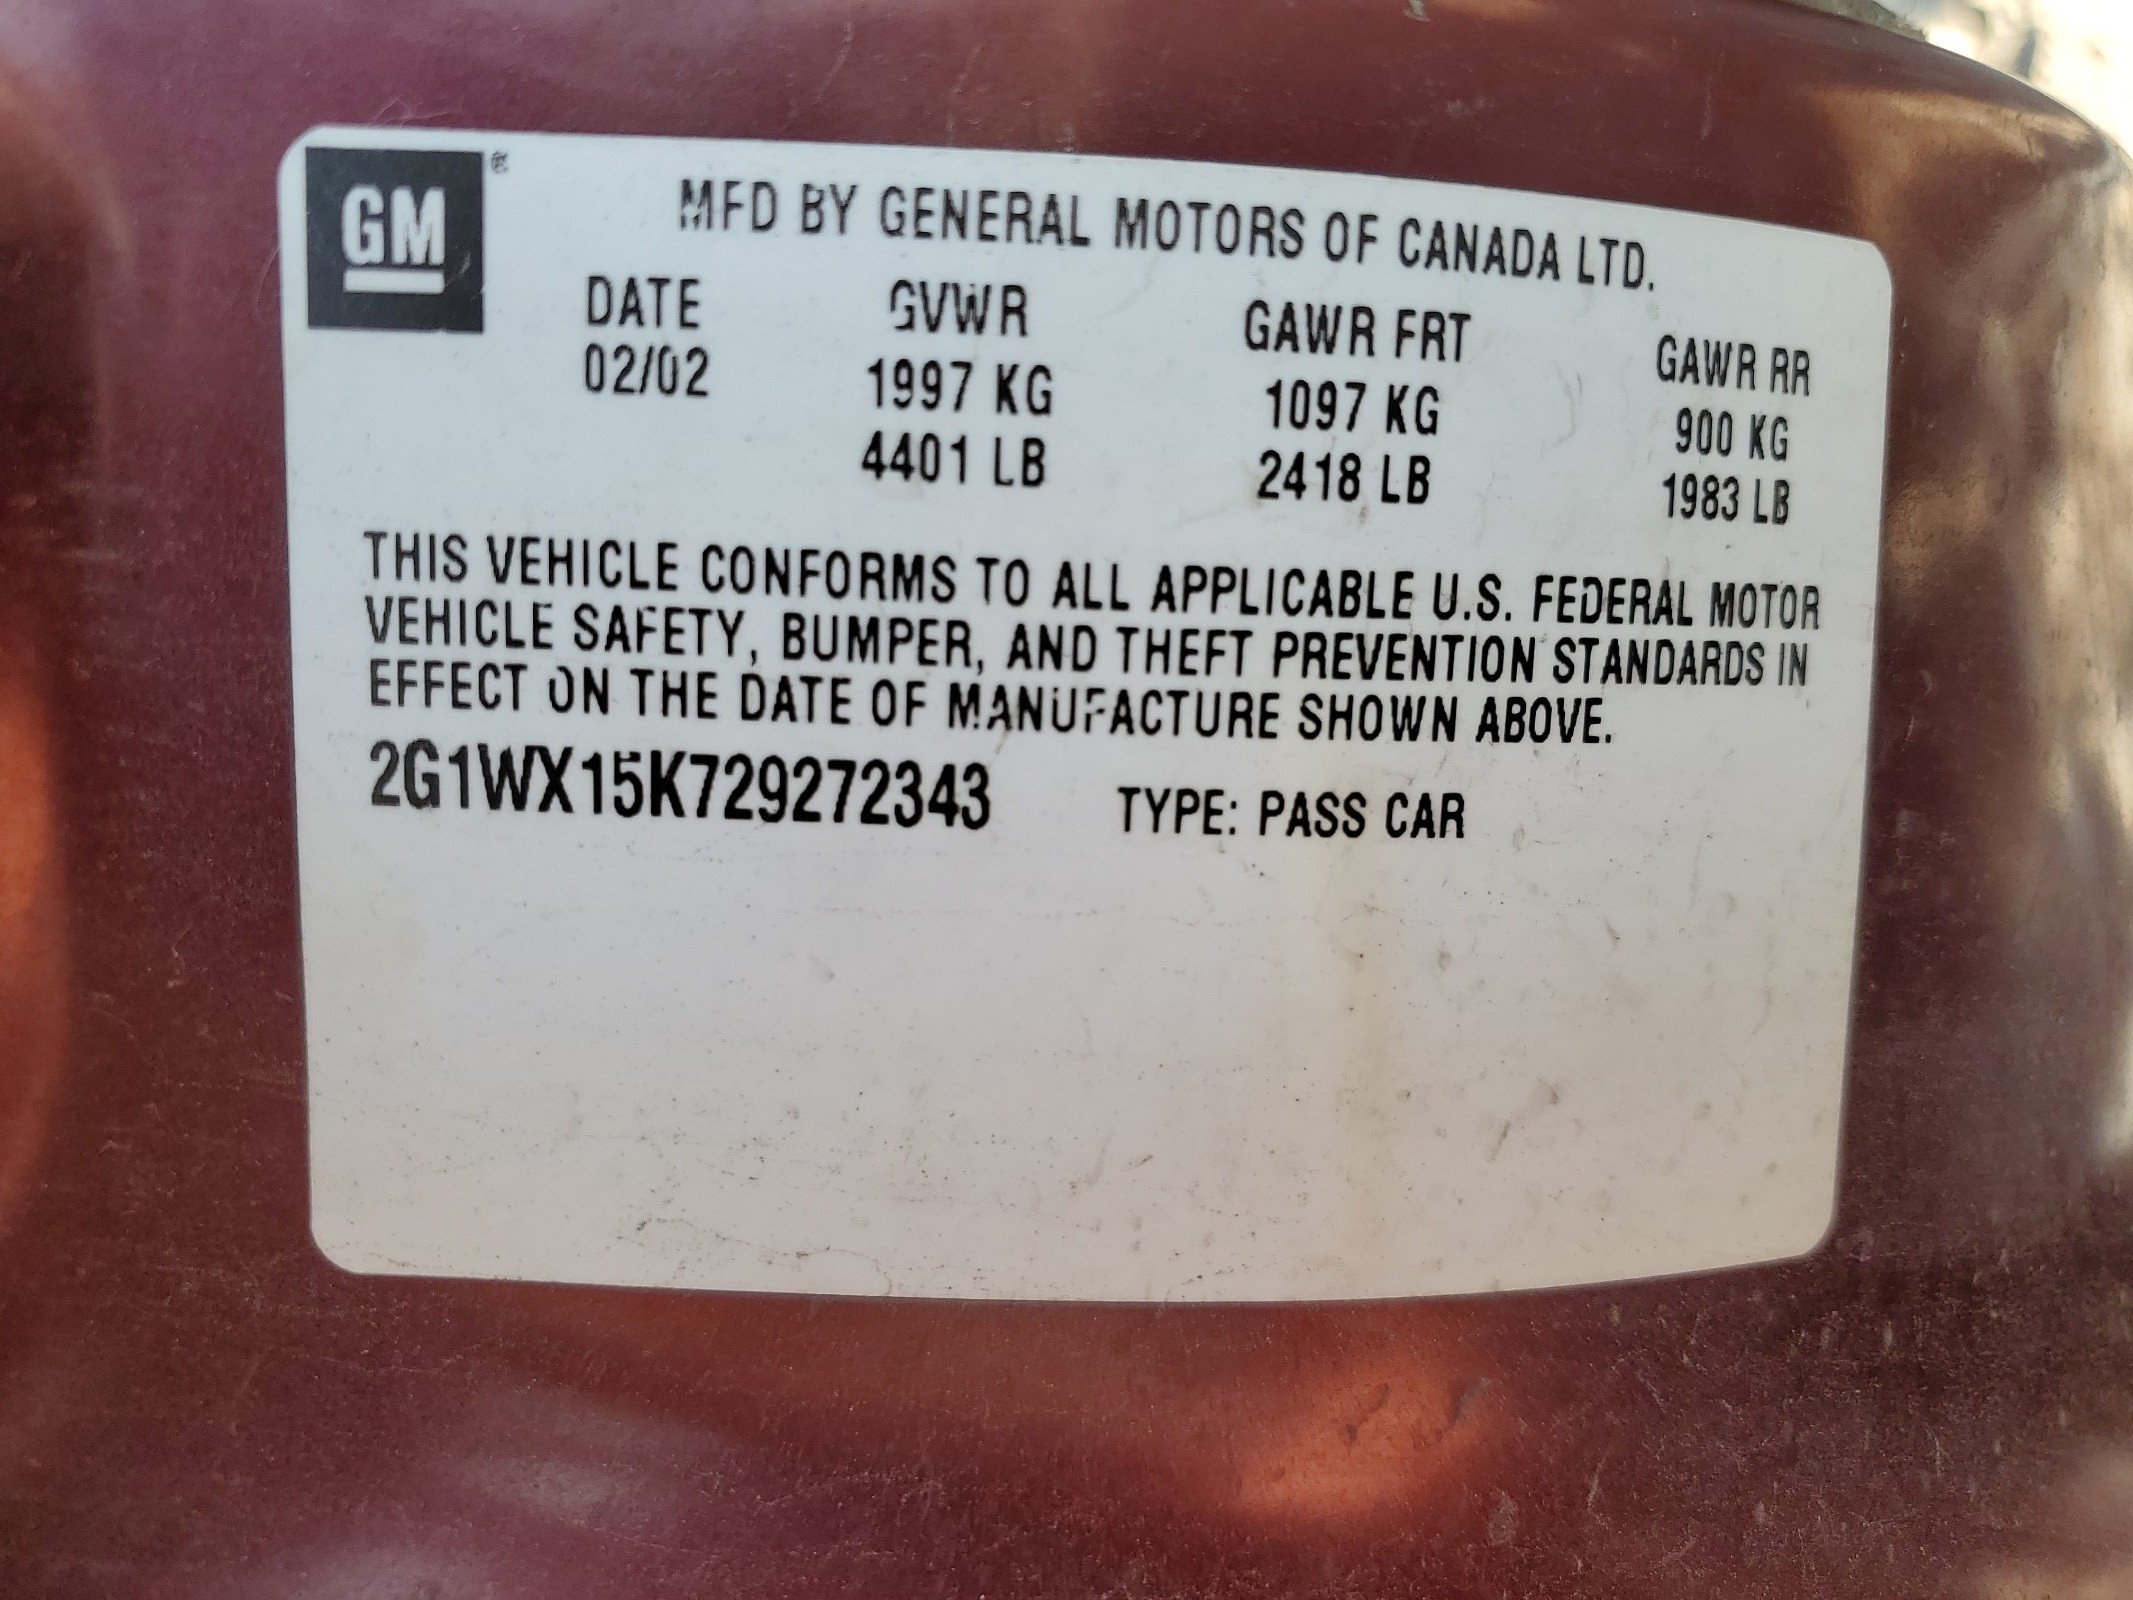 GM®
MFD BY GENERAL MOTORS OF CANADA LTD.
DATE GVWR GAWR FRT GAWR RR
02/02 1997 KG 1097 KG 900 KG
4401 LB 2418 LB 1983 LB
THIS VEHICLE CONFORMS TO ALL APPLICABLE U.S. FEDERAL MOTOR
VEHICLE SAFETY, BUMPER, AND THEFT PREVENTION STANDARDS IN
EFFECT ON THE DATE OF MANUFACTURE SHOWN ABOVE.
2G1WX15K729272343 TYPE: PASS CAR